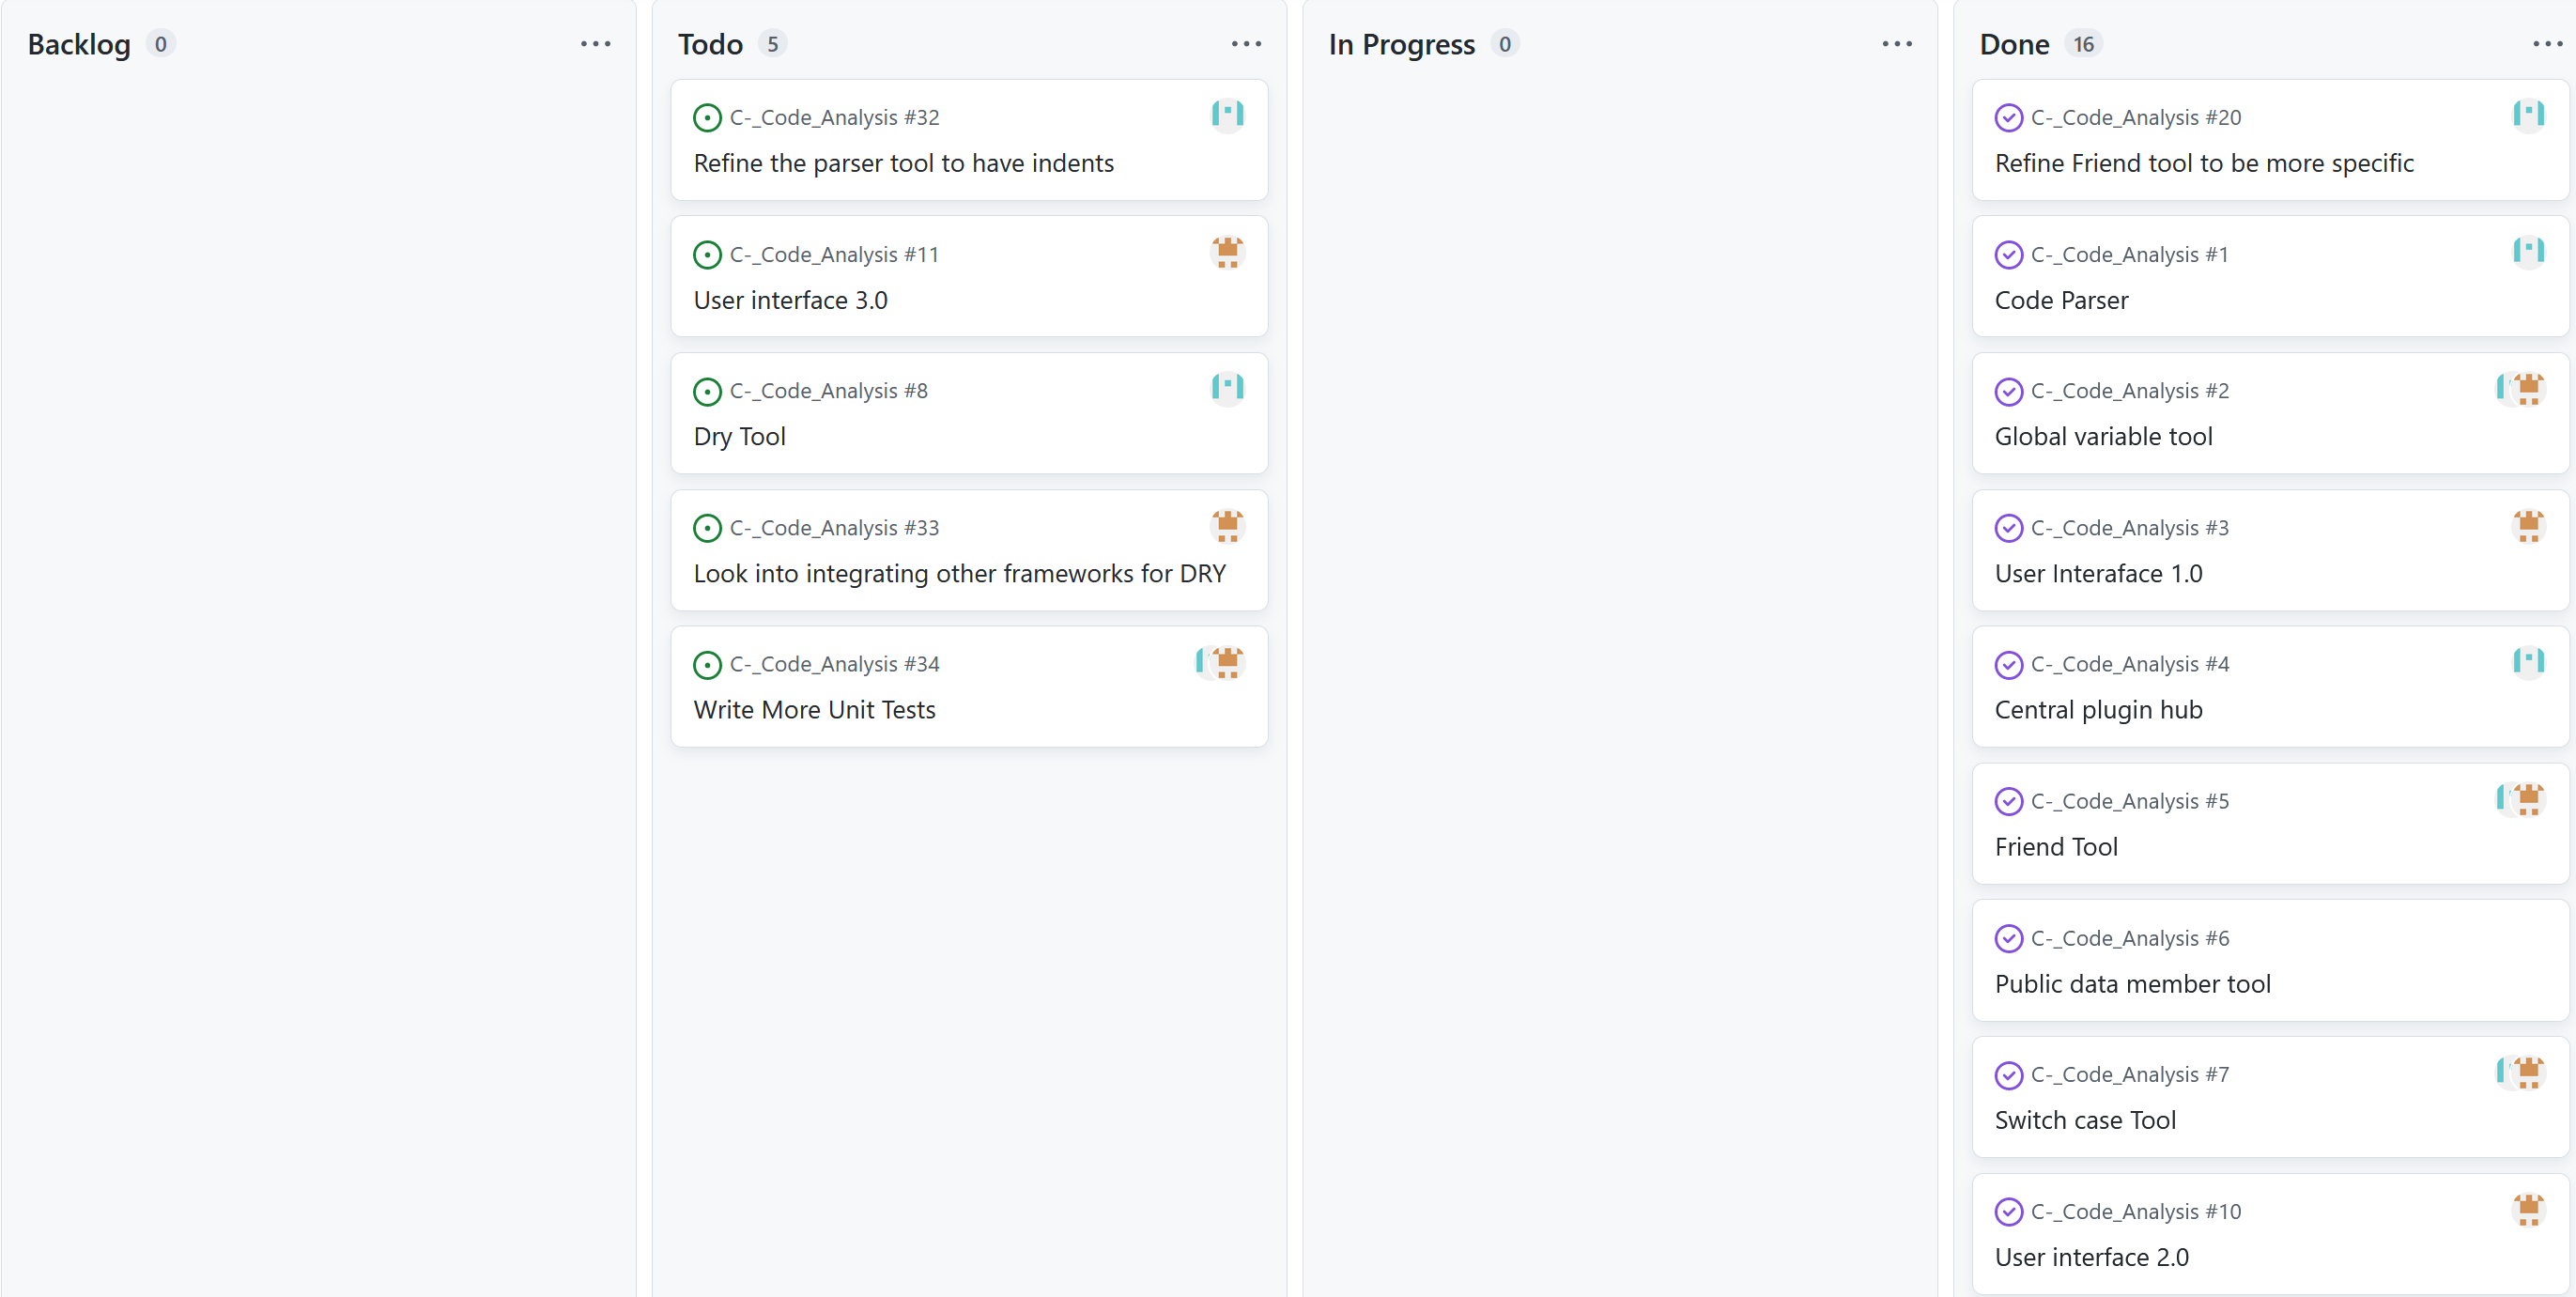 Backlog 0
Todo 5
C-_Code_Analysis #32
Refine the parser tool to have indents
C-_Code_Analysis #11
User interface 3.0
C-_Code_Analysis #8
Dry Tool
C-_Code_Analysis #33
Look into integrating other frameworks for DRY
C-_Code_Analysis #34
Write More Unit Tests
In Progress 0
Done 16
C-_Code_Analysis #20
Refine Friend tool to be more specific
C-_Code_Analysis #1
Code Parser
C-_Code_Analysis #2
Global variable tool
C-_Code_Analysis #3
User Interaface 1.0
C-_Code_Analysis #4
Central plugin hub
C-_Code_Analysis #5
Friend Tool
C-_Code_Analysis #6
Public data member tool
C-_Code_Analysis #7
Switch case Tool
C-_Code_Analysis #10
User interface 2.0